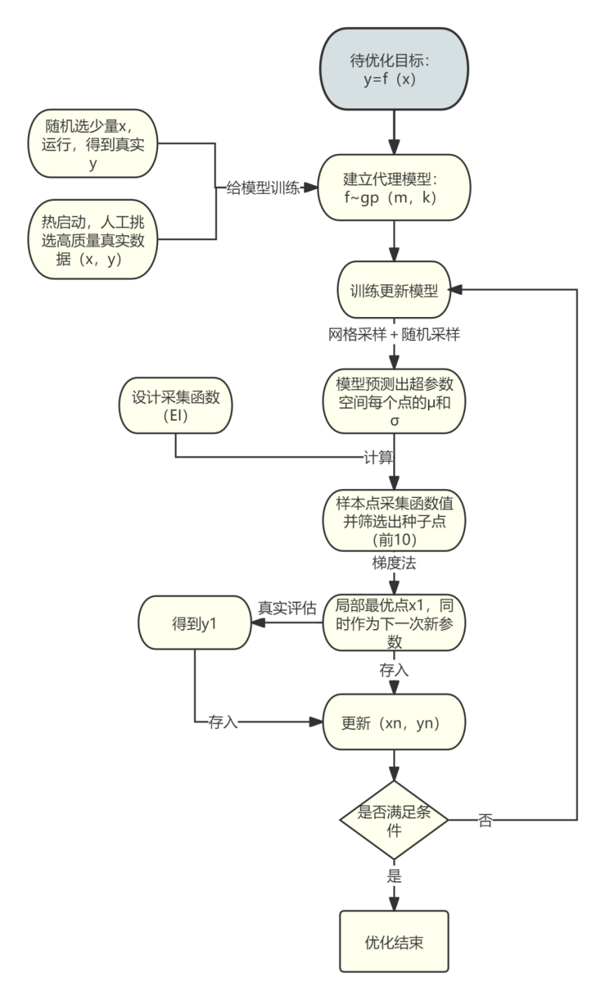 待优化目标：
y=f（x）
随机选少量x，
运行，得到真实
y
给模型训练
建立代理模型：
f~gp（m，k）
热启动，人工挑
选高质量真实数
据（x，y）
训练更新模型
网格采样 + 随机采样
设计采集函数
（EI）
模型预测出超参数
空间每个点的μ和
σ
计算
样本点采集函数值
并筛选出种子点
（前10）
梯度法
局部最优点x1，同
时作为下一次新参
数
真实评估
得到y1
存入
存入
更新（xn，yn）
是否满足条
件
否
是
优化结束